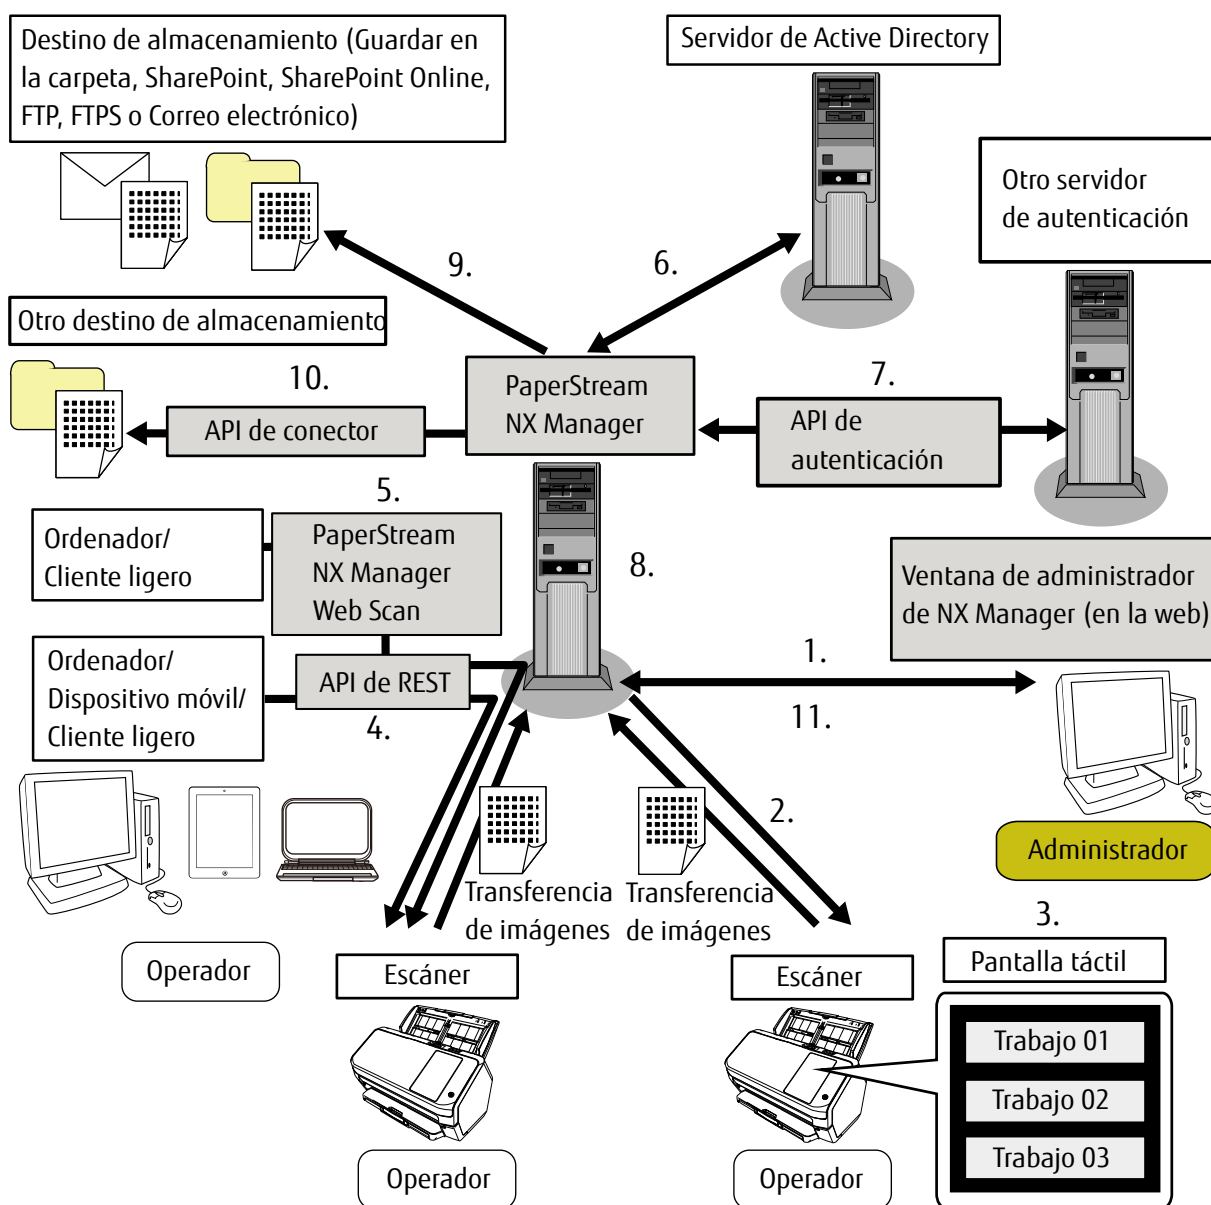 Destino de almacenamiento (Guardar en
la carpeta, SharePoint, SharePoint Online,
FTP, FTPS o Correo electrónico)
Servidor de Active Directory
Otro servidor
de autenticación
9.
6.
Otro destino de almacenamiento
10.
API de conector
PaperStream
NX Manager
7.
API de
autenticación
5.
Ordenador/
Cliente ligero
PaperStream
NX Manager
Web Scan
8.
Ventana de administrador
de NX Manager (en la web)
Ordenador/
Dispositivo móvil/
Cliente ligero
API de REST
4.
1.
11.
2.
Administrador
Transferencia
de imágenes
Transferencia
de imágenes
3.
Operador
Escáner
Escáner
Pantalla táctil
Trabajo 01
Trabajo 02
Trabajo 03
Operador
Operador